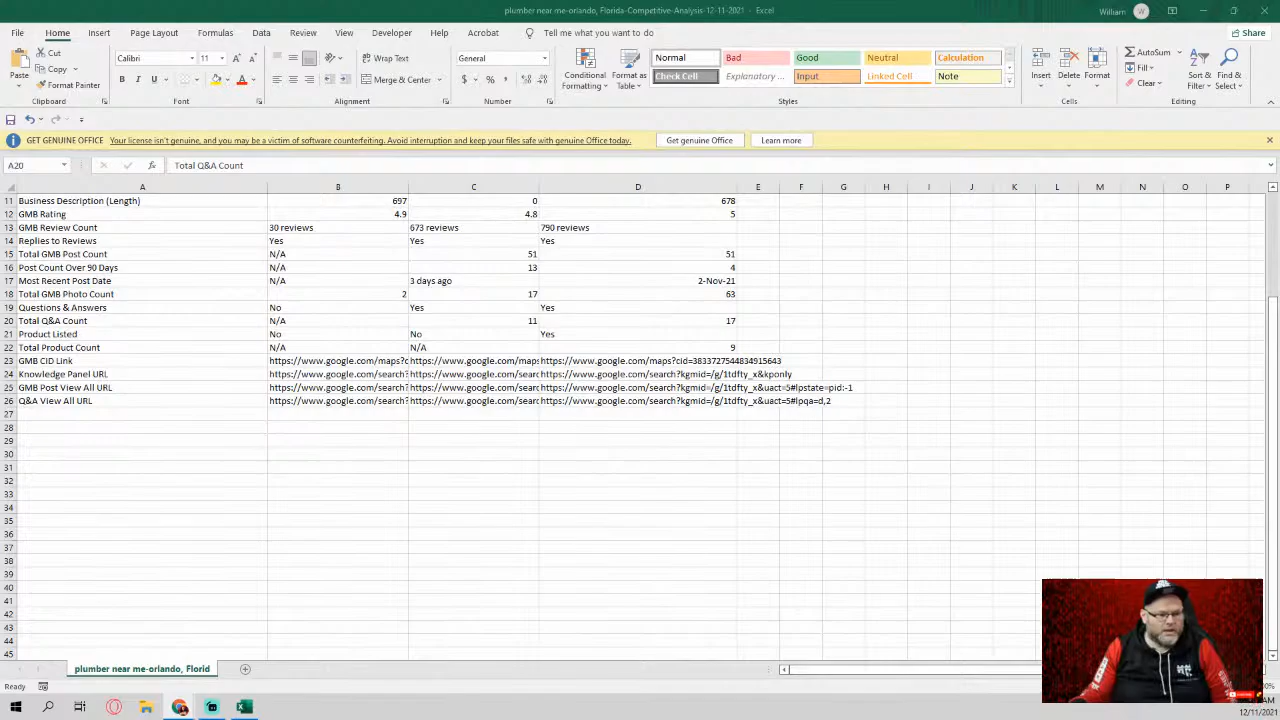 plumber near me-orlando, Florida-Competitive-Analysis-12-11-2021 - Excel
William W
File Home Insert Page Layout Formulas Data Review View Developer Help Acrobat Tell me what you want to do Share
Paste Cut Copy Format Painter Clipboard
Calibri 11 B I U Font
Wrap Text Merge & Center Alignment
General $ % Number
Conditional Formatting Format as Table
Normal Bad Good Neutral Calculation
Check Cell Explanatory ... Input Linked Cell Note
Styles
Insert Delete Format Cells
AutoSum Fill Clear Sort & Filter Find & Select Editing
GET GENUINE OFFICE Your license isn't genuine, and you may be a victim of software counterfeiting. Avoid interruption and keep your files safe with genuine Office today. Get genuine Office Learn more
A20 fx Total Q&A Count
A B C D E F G H I J K L M N O P
11 Business Description (Length) 697 0 678
12 GMB Rating 4.9 4.8 5
13 GMB Review Count 30 reviews 673 reviews 790 reviews
14 Replies to Reviews Yes Yes Yes
15 Total GMB Post Count N/A 51 51
16 Post Count Over 90 Days N/A 13 4
17 Most Recent Post Date N/A 3 days ago 2-Nov-21
18 Total GMB Photo Count 2 17 63
19 Questions & Answers No Yes Yes
20 Total Q&A Count N/A 11 17
21 Product Listed No No Yes
22 Total Product Count N/A N/A 9
23 GMB CID Link https://www.google.com/maps?c https://www.google.com/map https://www.google.com/maps?cid=3833727544834915643
24 Knowledge Panel URL https://www.google.com/search? https://www.google.com/sear https://www.google.com/search?kgmid=/g/1tdfty_x&kponly
25 GMB Post View All URL https://www.google.com/search? https://www.google.com/sear https://www.google.com/search?kgmid=/g/1tdfty_x&uact=5#lpstate=pid:-1
26 Q&A View All URL https://www.google.com/search? https://www.google.com/sear https://www.google.com/search?kgmid=/g/1tdfty_x&uact=5#lpqa=d,2
27
28
29
30
31
32
33
34
35
36
37
38
39
40
41
42
43
44
45
plumber near me-orlando, Florid
Ready
12/11/2021